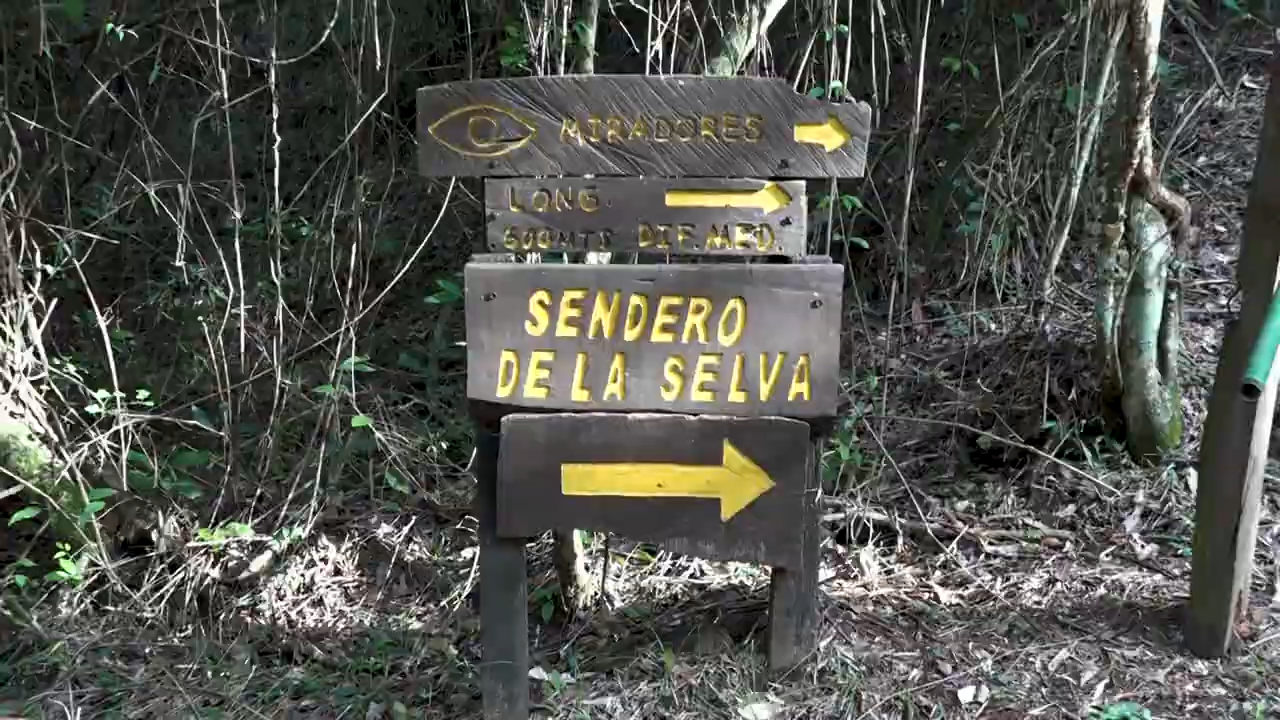 MIRADORES
LONG.
600MTS DIF.MED.
SENDERO
DE LA SELVA